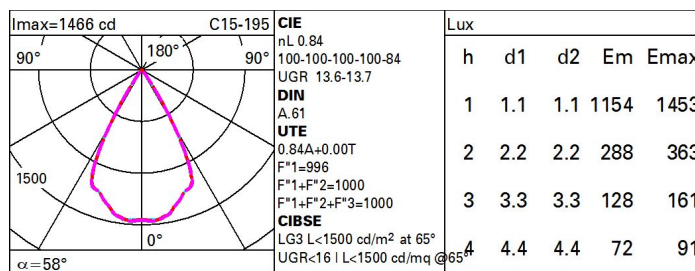 Imax=1466 cd C15-195
90° 180° 90°
1500
0°
α=58°
CIE
nL 0.84
100-100-100-100-84
UGR 13.6-13.7
DIN
A.61
UTE
0.84A+0.00T
F"1=996
F"1+F"2=1000
F"1+F"2+F"3=1000
CIBSE
LG3 L<1500 cd/m² at 65°
UGR<16 | L<1500 cd/mq @65°
Lux
h d1 d2 Em Emax
1 1.1 1.1 1154 1453
2 2.2 2.2 288 363
3 3.3 3.3 128 161
4 4.4 4.4 72 91